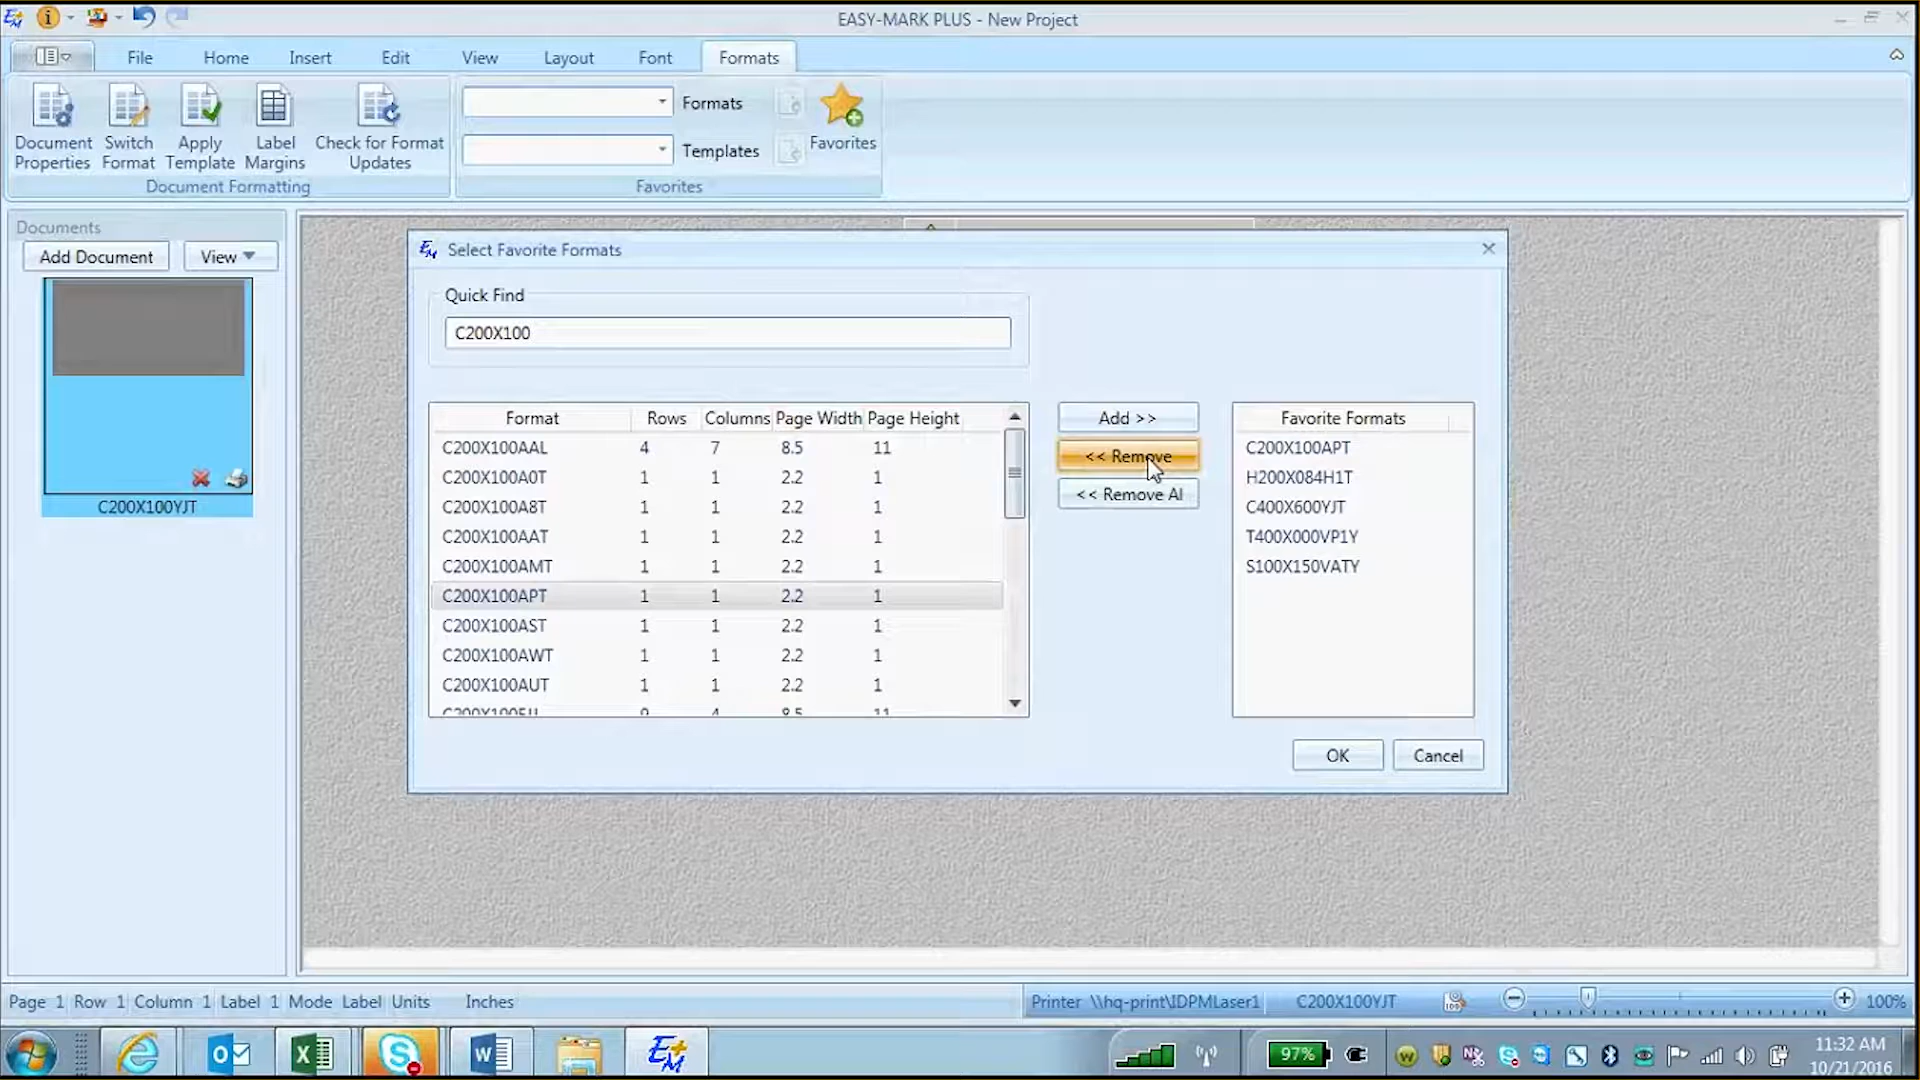 EASY-MARK PLUS - New Project
File Home Insert Edit View Layout Font Formats
Document Properties
Switch Format
Apply Template
Label Margins
Check for Format Updates
Document Formatting
Formats
Templates
Favorites
Favorites
Documents
Add Document View
C200X100YJT
Select Favorite Formats
Quick Find
C200X100
Format Rows Columns Page Width Page Height
C200X100AAL 4 7 8.5 11
C200X100A0T 1 1 2.2 1
C200X100A8T 1 1 2.2 1
C200X100AAT 1 1 2.2 1
C200X100AMT 1 1 2.2 1
C200X100APT 1 1 2.2 1
C200X100AST 1 1 2.2 1
C200X100AWT 1 1 2.2 1
C200X100AUT 1 1 2.2 1
Add >>
<< Remove
<< Remove Al
Favorite Formats
C200X100APT
H200X084H1T
C400X600YJT
T400X000VP1Y
S100X150VATY
OK Cancel
Page 1 Row 1 Column 1 Label 1 Mode Label Units Inches
Printer \\hq-print\IDPMLaser1 C200X100YJT 100%
97%
11:32 AM
10/21/2016